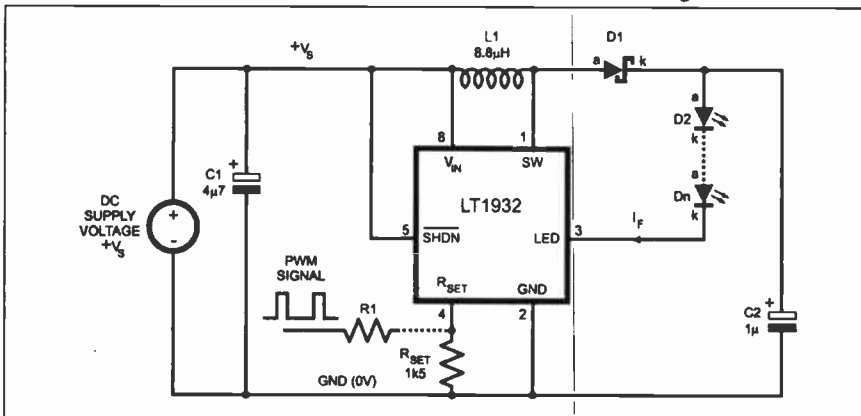 L1
8.8µH
D1
+VS
a
k
a
D2
k
a
Dn
k
8
1
VIN
SW
C1
4µ7
+
LT1932
DC
SUPPLY
VOLTAGE
+VS
+
-
5
SHDN
LED
3
IF
PWM
SIGNAL
RSET
GND
R1
4
2
C2
1µ
+
RSET
1k5
GND (0V)